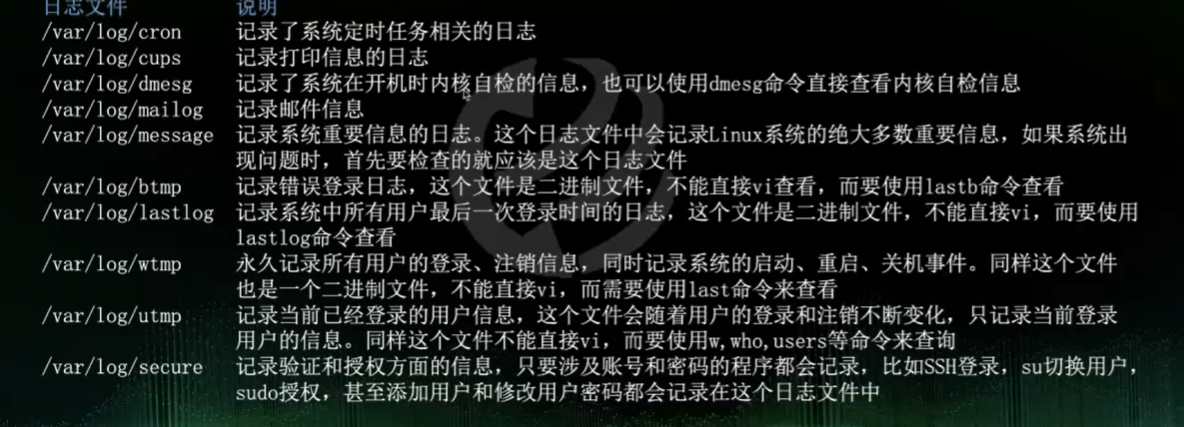 日志文件 说明
/var/log/cron 记录了系统定时任务相关的日志
/var/log/cups 记录打印信息的日志
/var/log/dmesg 记录了系统在开机时内核自检的信息，也可以使用dmesg命令直接查看内核自检信息
/var/log/mailog 记录邮件信息
/var/log/message 记录系统重要信息的日志。这个日志文件中会记录Linux系统的绝大多数重要信息，如果系统出
现问题时，首先要检查的就应该是这个日志文件
/var/log/btmp 记录错误登录日志，这个文件是二进制文件，不能直接vi查看，而要使用lastb命令查看
/var/log/lastlog 记录系统中所有用户最后一次登录时间的日志，这个文件是二进制文件，不能直接vi，而要使用
lastlog命令查看
/var/log/wtmp 永久记录所有用户的登录、注销信息，同时记录系统的启动、重启、关机事件。同样这个文件
也是一个二进制文件，不能直接vi，而需要使用last命令来查看
/var/log/utmp 记录当前已经登录的用户信息，这个文件会随着用户的登录和注销不断变化，只记录当前登录
用户的信息。同样这个文件不能直接vi，而要使用w,who,users等命令来查询
/var/log/secure 记录验证和授权方面的信息，只要涉及账号和密码的程序都会记录，比如SSH登录，su切换用户，
sudo授权，甚至添加用户和修改用户密码都会记录在这个日志文件中